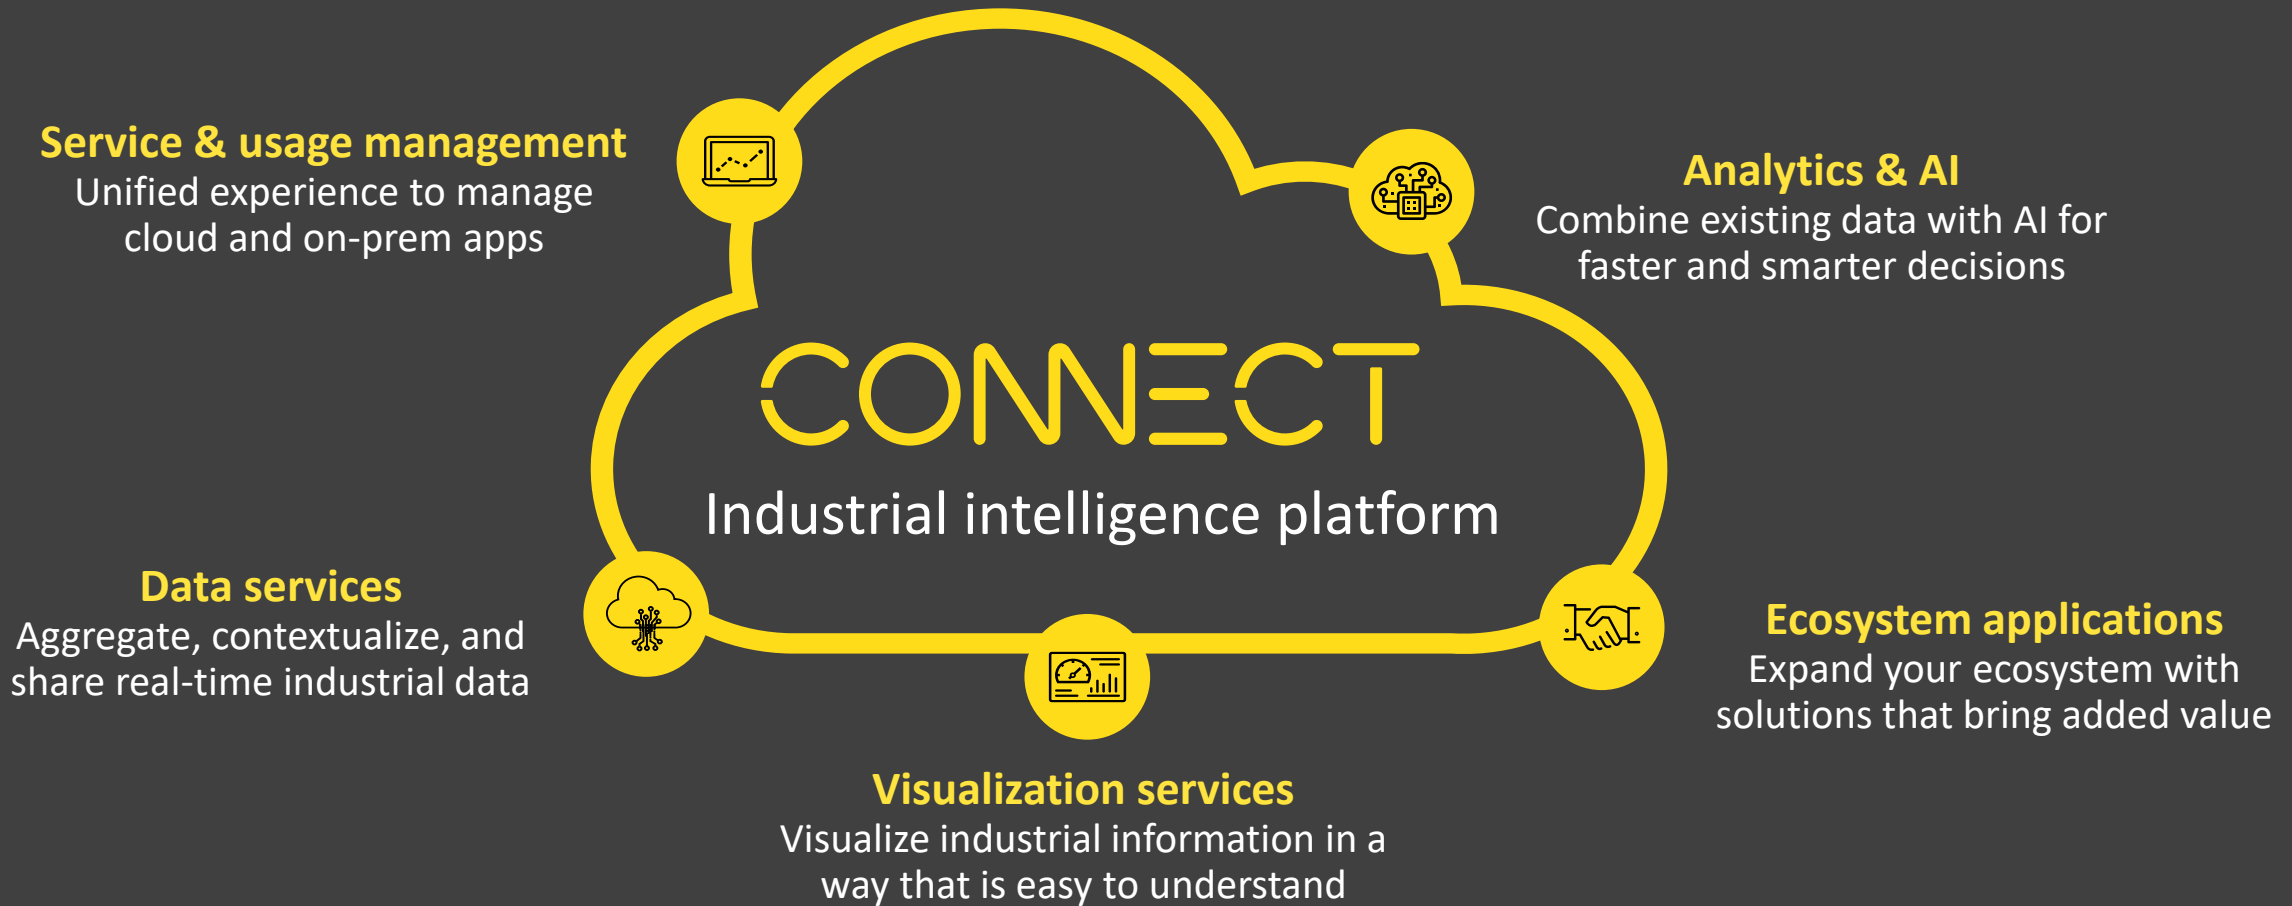 Service & usage management
Unified experience to manage
cloud and on-prem apps
Analytics & AI
Combine existing data with AI for
faster and smarter decisions
CONNECT
Industrial intelligence platform
Data services
Aggregate, contextualize, and
share real-time industrial data
Ecosystem applications
Expand your ecosystem with
solutions that bring added value
Visualization services
Visualize industrial information in a
way that is easy to understand